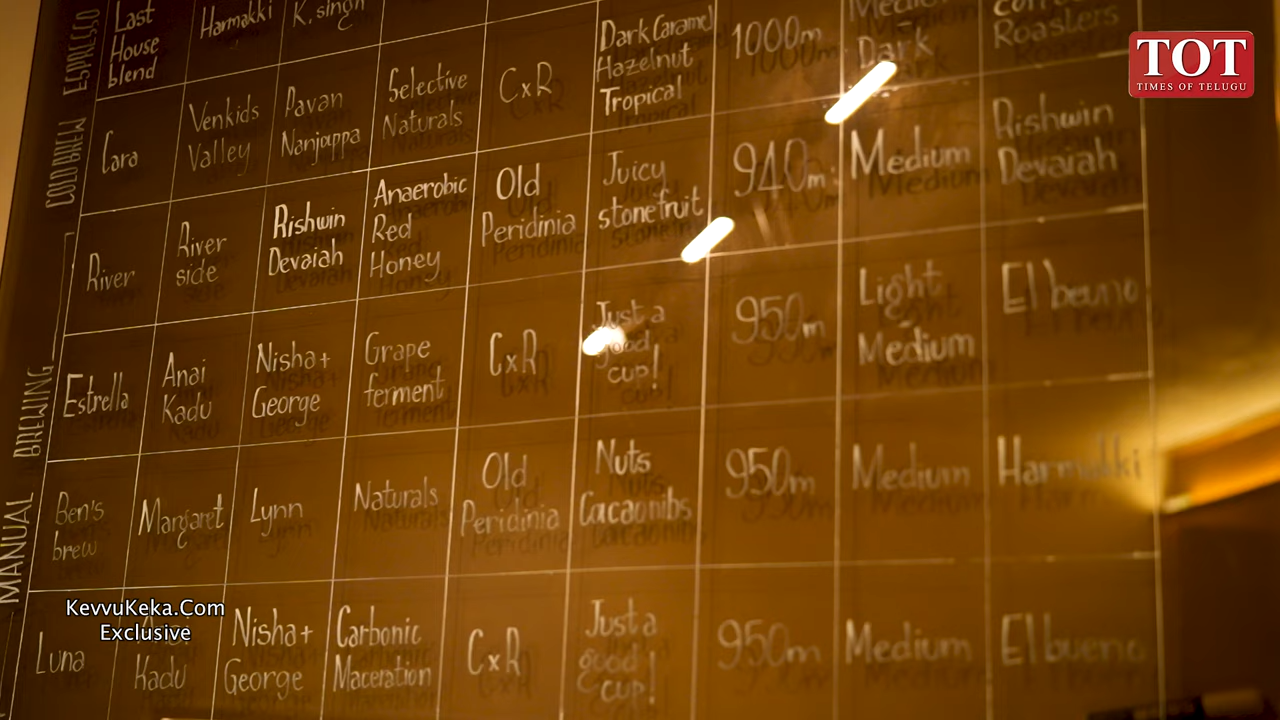 TOT
TIMES OF TELUGU
COLDBREW ESPRESSO
MANUAL BREWING
Last House blend
Harmakki
K. singh
Dark Caramel Hazelnut Tropical
1000m
Dark
Roasters
Cara
Venkids Valley
Pavan Nanjappa
Selective Naturals
CxR
Juicy stonefruit
940m
Medium
Rishwin Devaiah
River
River side
Rishwin Devaiah
Anaerobic Red Honey
Old Peridinia
Just a good cup!
950m
Light Medium
El bueno
Estrella
Anai Kadu
Nisha+ George
Grape ferment
CxR
Nuts Cacaonibs
950m
Medium
Harmakki
Ben's brew
Margaret
Lynn
Naturals
Old Peridinia
Just a good cup!
950m
Medium
El bueno
Luna
Kadu
Nisha+ George
Carbonic Maceration
CxR
KevvuKeka.Com
Exclusive